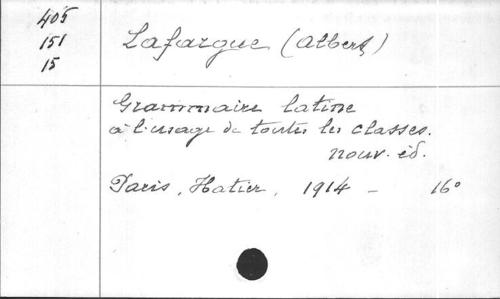 405
151
15
Lafargue (Albert)
Grammaire latine
à l'usage de toutes les classes.
nouv. éd.
Paris, Hatier, 1914 - 16°